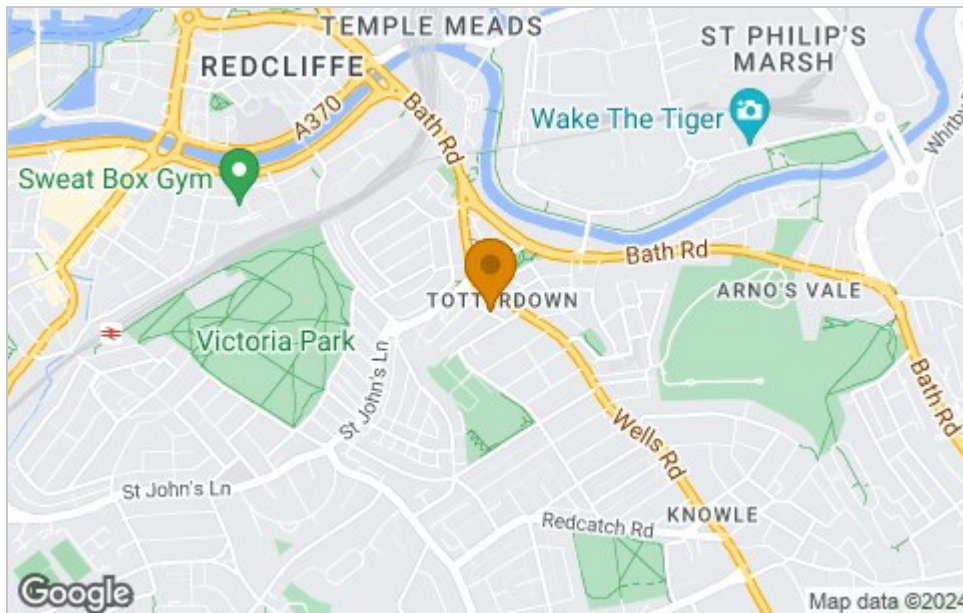 TEMPLE MEADS
REDCLIFFE
ST PHILIP'S
MARSH
A370
Bath Rd
Wake The Tiger
Whitby
Sweat Box Gym
Bath Rd
TOTTERDOWN
ARNO'S VALE
Victoria Park
St John's Ln
Bath Rd
Wells Rd
St John's Ln
Redcatch Rd
KNOWLE
Google
Map data ©2024